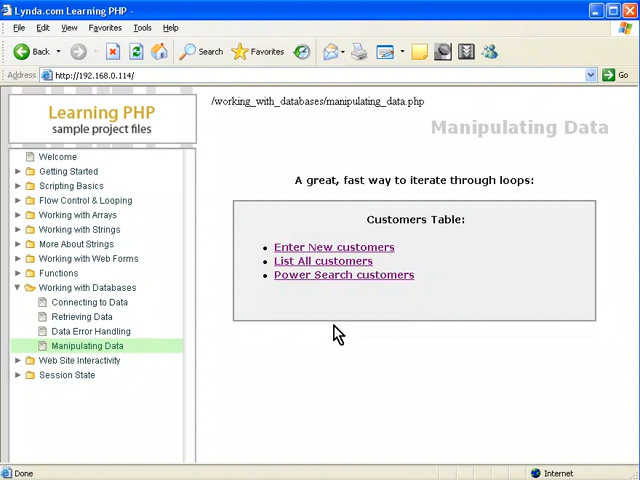 Lynda.com Learning PHP -
File Edit View Favorites Tools Help
Back Search Favorites
Address http://192.168.0.114/ Go
Learning PHP
sample project files
Welcome
Getting Started
Scripting Basics
Flow Control & Looping
Working with Arrays
Working with Strings
More About Strings
Working with Web Forms
Functions
Working with Databases
Connecting to Data
Retrieving Data
Data Error Handling
Manipulating Data
Web Site Interactivity
Session State
/working_with_databases/manipulating_data.php
Manipulating Data
A great, fast way to iterate through loops:
Customers Table:
• Enter New customers
• List All customers
• Power Search customers
Done Internet